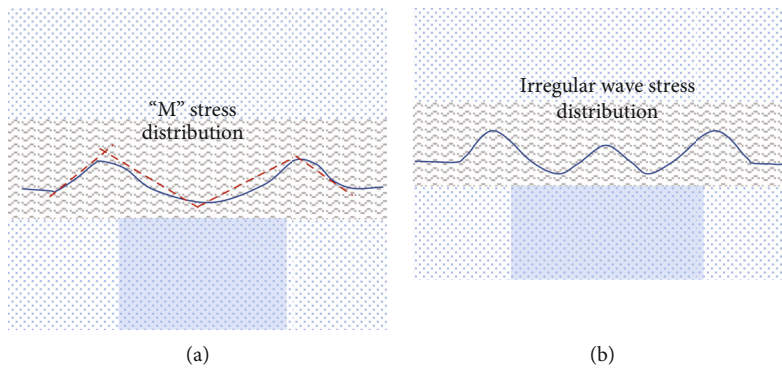 “M” stress
distribution
Irregular wave stress
distribution
(a)
(b)